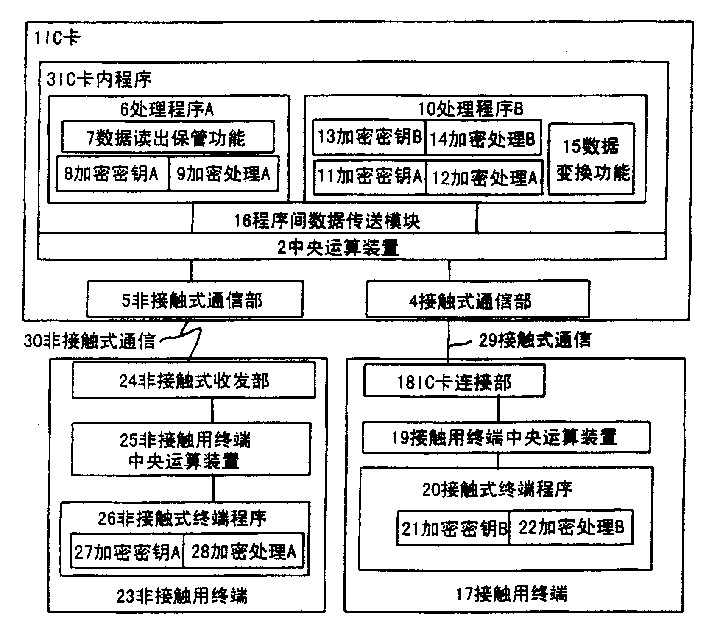 1IC卡
3IC卡内程序
6处理程序A
7数据读出保管功能
8加密密钥A
9加密处理A
10处理程序B
13加密密钥B
14加密处理B
11加密密钥A
12加密处理A
15数据
变换功能
16程序间数据传送模块
2中央运算装置
5非接触式通信部
4接触式通信部
30非接触式通信
29接触式通信
24非接触式收发部
25非接触用终端
中央运算装置
26非接触式终端程序
27加密密钥A
28加密处理A
23非接触用终端
18IC卡连接部
19接触用终端中央运算装置
20接触式终端程序
21加密密钥B
22加密处理B
17接触用终端